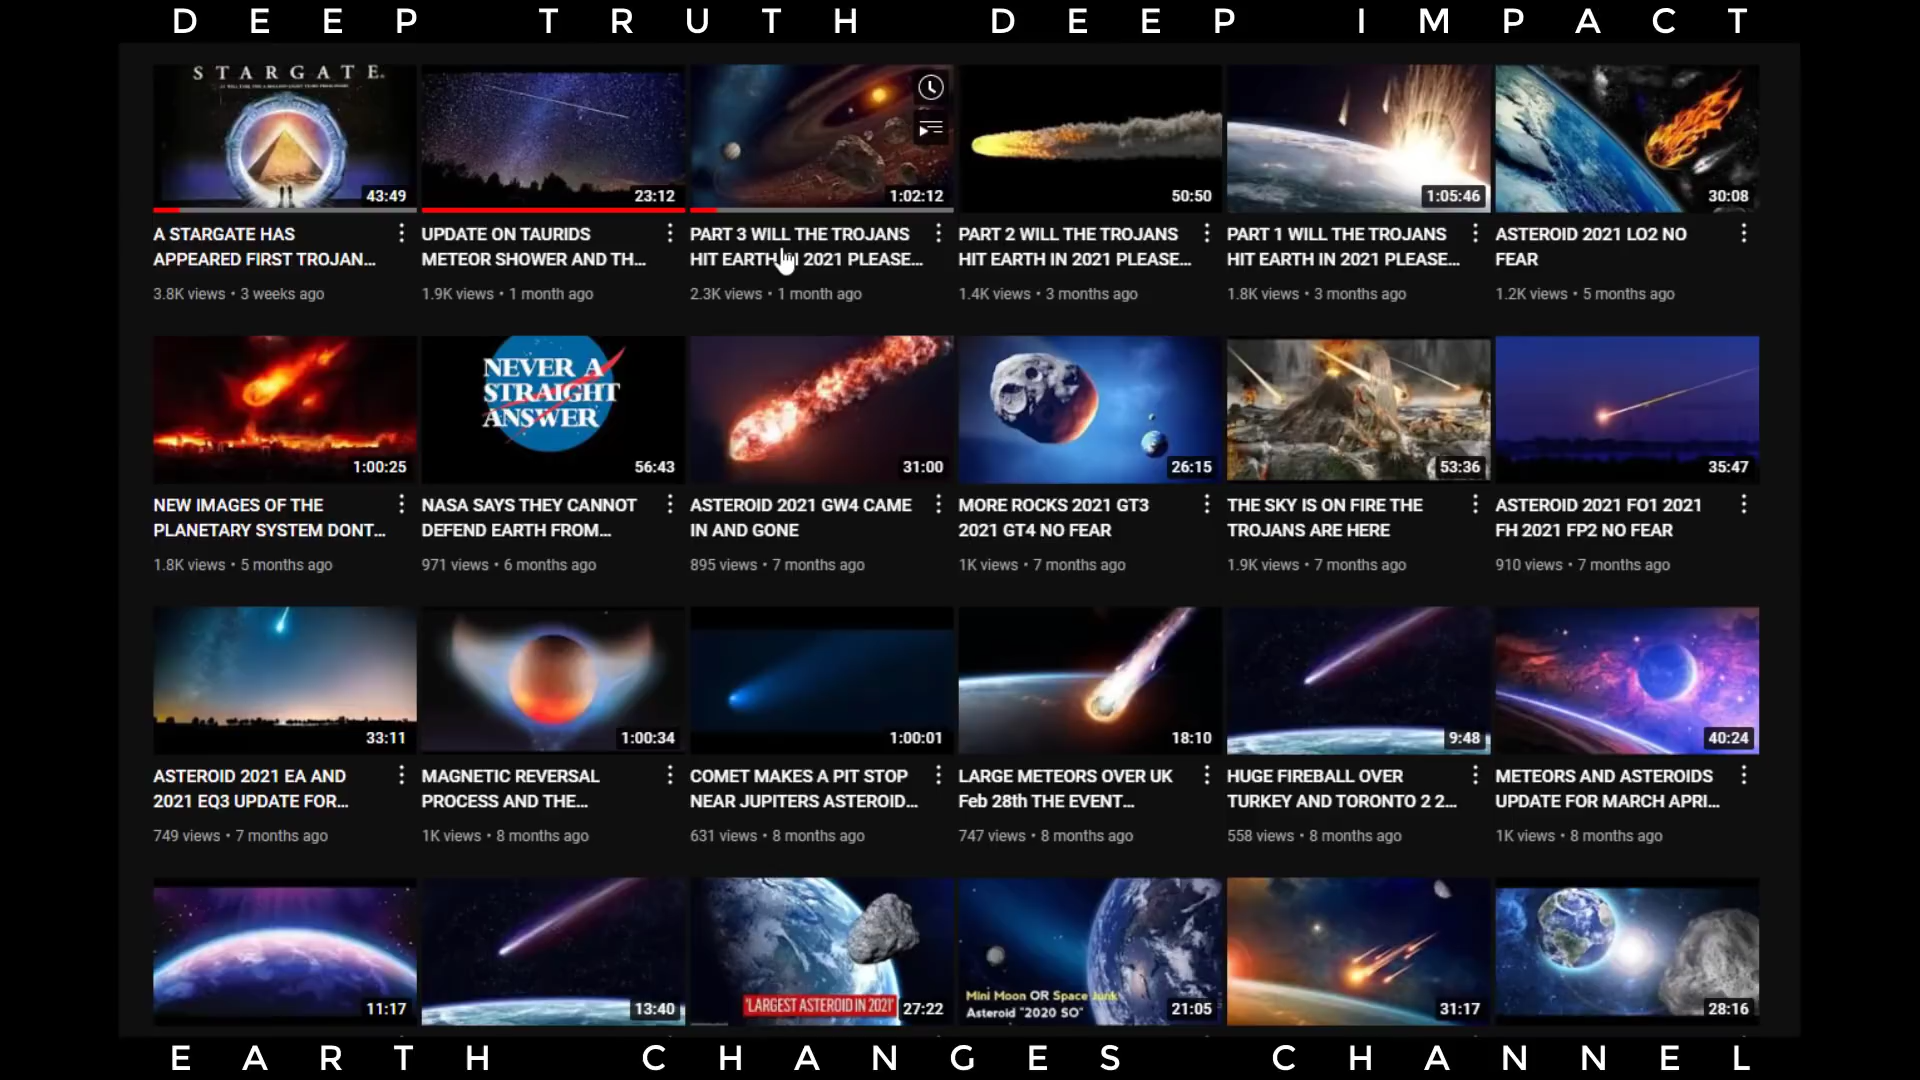 DEEP TRUTH DEEP IMPACT
STARGATE
43:49
23:12
1:02:12
50:50
1:05:46
30:08
A STARGATE HAS
APPEARED FIRST TROJAN...
3.8K views • 3 weeks ago
UPDATE ON TAURIDS
METEOR SHOWER AND TH...
1.9K views • 1 month ago
PART 3 WILL THE TROJANS
HIT EARTH IN 2021 PLEASE...
2.3K views • 1 month ago
PART 2 WILL THE TROJANS
HIT EARTH IN 2021 PLEASE...
1.4K views • 3 months ago
PART 1 WILL THE TROJANS
HIT EARTH IN 2021 PLEASE...
1.8K views • 3 months ago
ASTEROID 2021 LO2 NO
FEAR
1.2K views • 5 months ago
1:00:25
NEVER A
STRAIGHT
ANSWER
56:43
31:00
26:15
53:36
35:47
NEW IMAGES OF THE
PLANETARY SYSTEM DONT...
1.8K views • 5 months ago
NASA SAYS THEY CANNOT
DEFEND EARTH FROM...
971 views • 6 months ago
ASTEROID 2021 GW4 CAME
IN AND GONE
895 views • 7 months ago
MORE ROCKS 2021 GT3
2021 GT4 NO FEAR
1K views • 7 months ago
THE SKY IS ON FIRE THE
TROJANS ARE HERE
1.9K views • 7 months ago
ASTEROID 2021 FO1 2021
FH 2021 FP2 NO FEAR
910 views • 7 months ago
33:11
1:00:34
1:00:01
18:10
9:48
40:24
ASTEROID 2021 EA AND
2021 EQ3 UPDATE FOR...
749 views • 7 months ago
MAGNETIC REVERSAL
PROCESS AND THE...
1K views • 8 months ago
COMET MAKES A PIT STOP
NEAR JUPITERS ASTEROID...
631 views • 8 months ago
LARGE METEORS OVER UK
Feb 28th THE EVENT...
747 views • 8 months ago
HUGE FIREBALL OVER
TURKEY AND TORONTO 2 2...
558 views • 8 months ago
METEORS AND ASTEROIDS
UPDATE FOR MARCH APRI...
1K views • 8 months ago
11:17
13:40
'LARGEST ASTEROID IN 2021'
27:22
Mini Moon OR Space Junk
Asteroid "2020 SO"
21:05
31:17
28:16
EARTH CHANGES CHANNEL